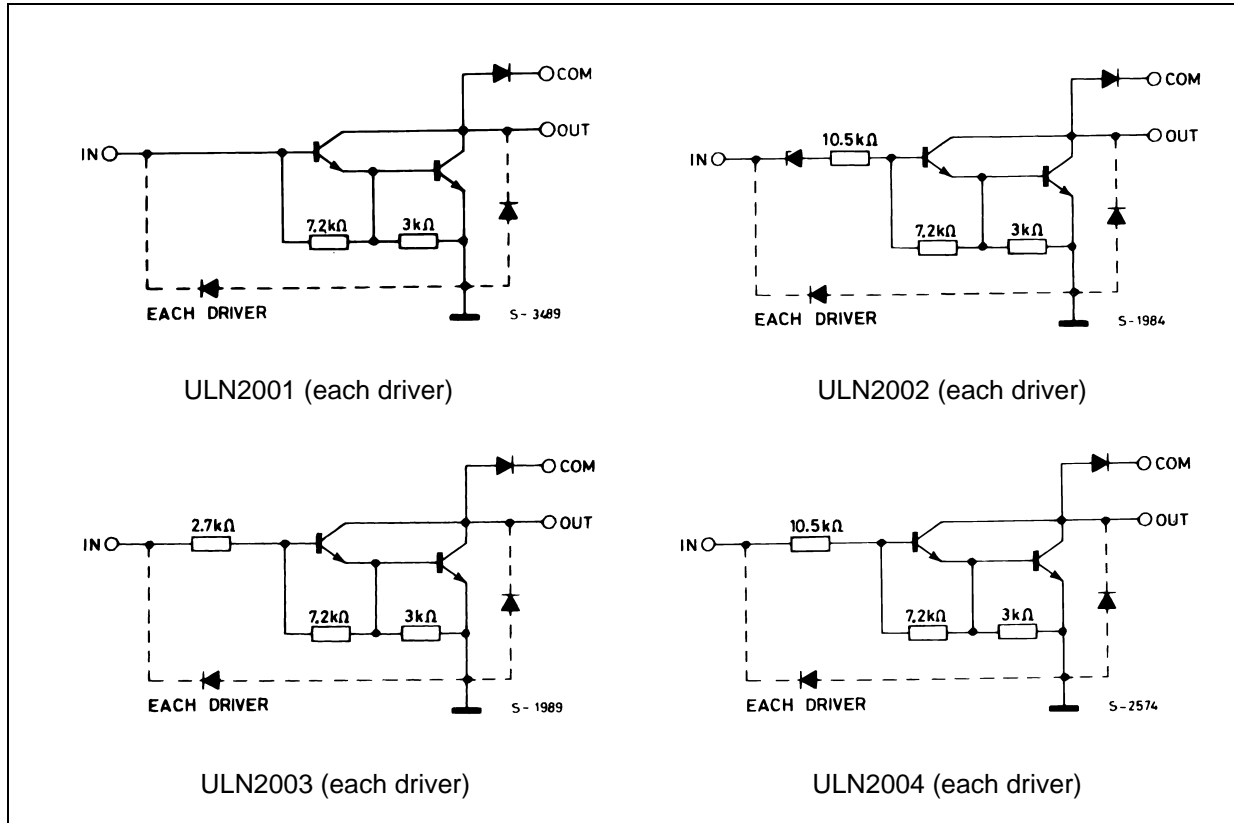 COM
OUT
IN
7.2kΩ
3kΩ
EACH DRIVER
S- 3489
ULN2001 (each driver)
COM
OUT
10.5kΩ
IN
7.2kΩ
3kΩ
EACH DRIVER
S-1984
ULN2002 (each driver)
COM
OUT
2.7kΩ
IN
7.2kΩ
3kΩ
EACH DRIVER
S- 1989
ULN2003 (each driver)
COM
OUT
10.5kΩ
IN
7.2kΩ
3kΩ
EACH DRIVER
S-2574
ULN2004 (each driver)